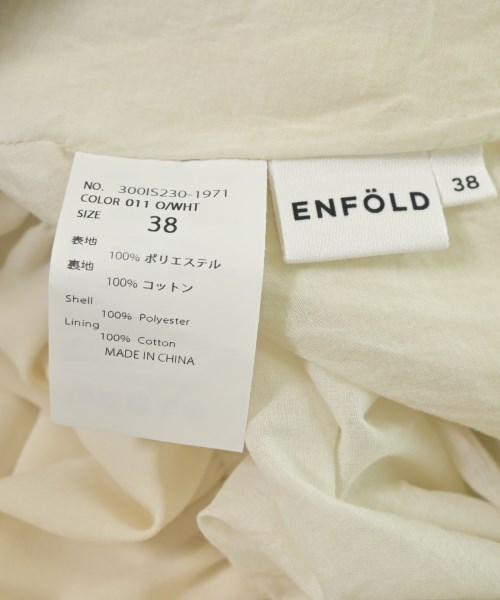 NO. 300IS230-1971
COLOR 011 O/WHT
SIZE 38
表地
100% ポリエステル
裏地
100% コットン
Shell
100% Polyester
Lining
100% Cotton
MADE IN CHINA
ENFÖLD
38